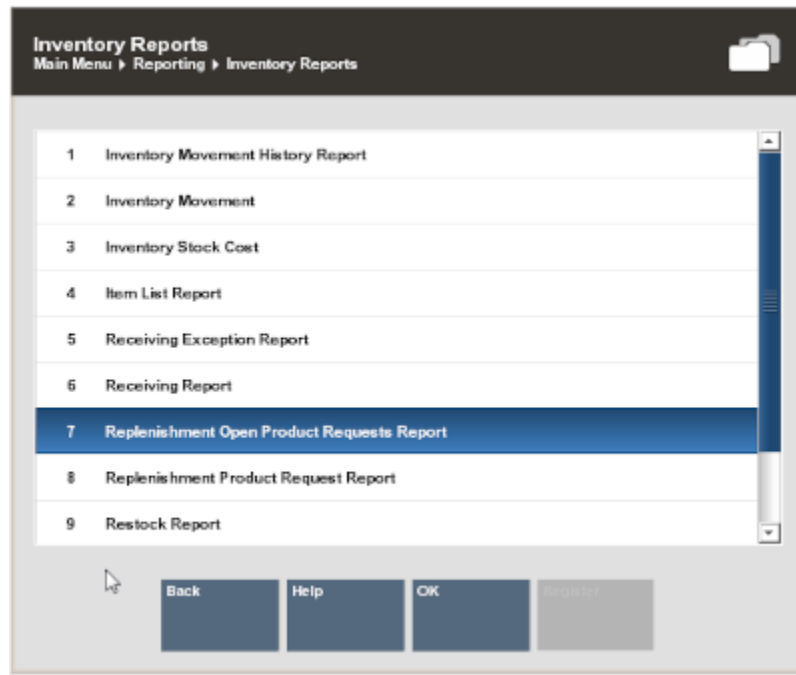 Inventory Reports
Main Menu ▸ Reporting ▸ Inventory Reports
1 Inventory Movement History Report
2 Inventory Movement
3 Inventory Stock Cost
4 Item List Report
5 Receiving Exception Report
6 Receiving Report
7 Replenishment Open Product Requests Report
8 Replenishment Product Request Report
9 Restock Report
Back Help OK Register